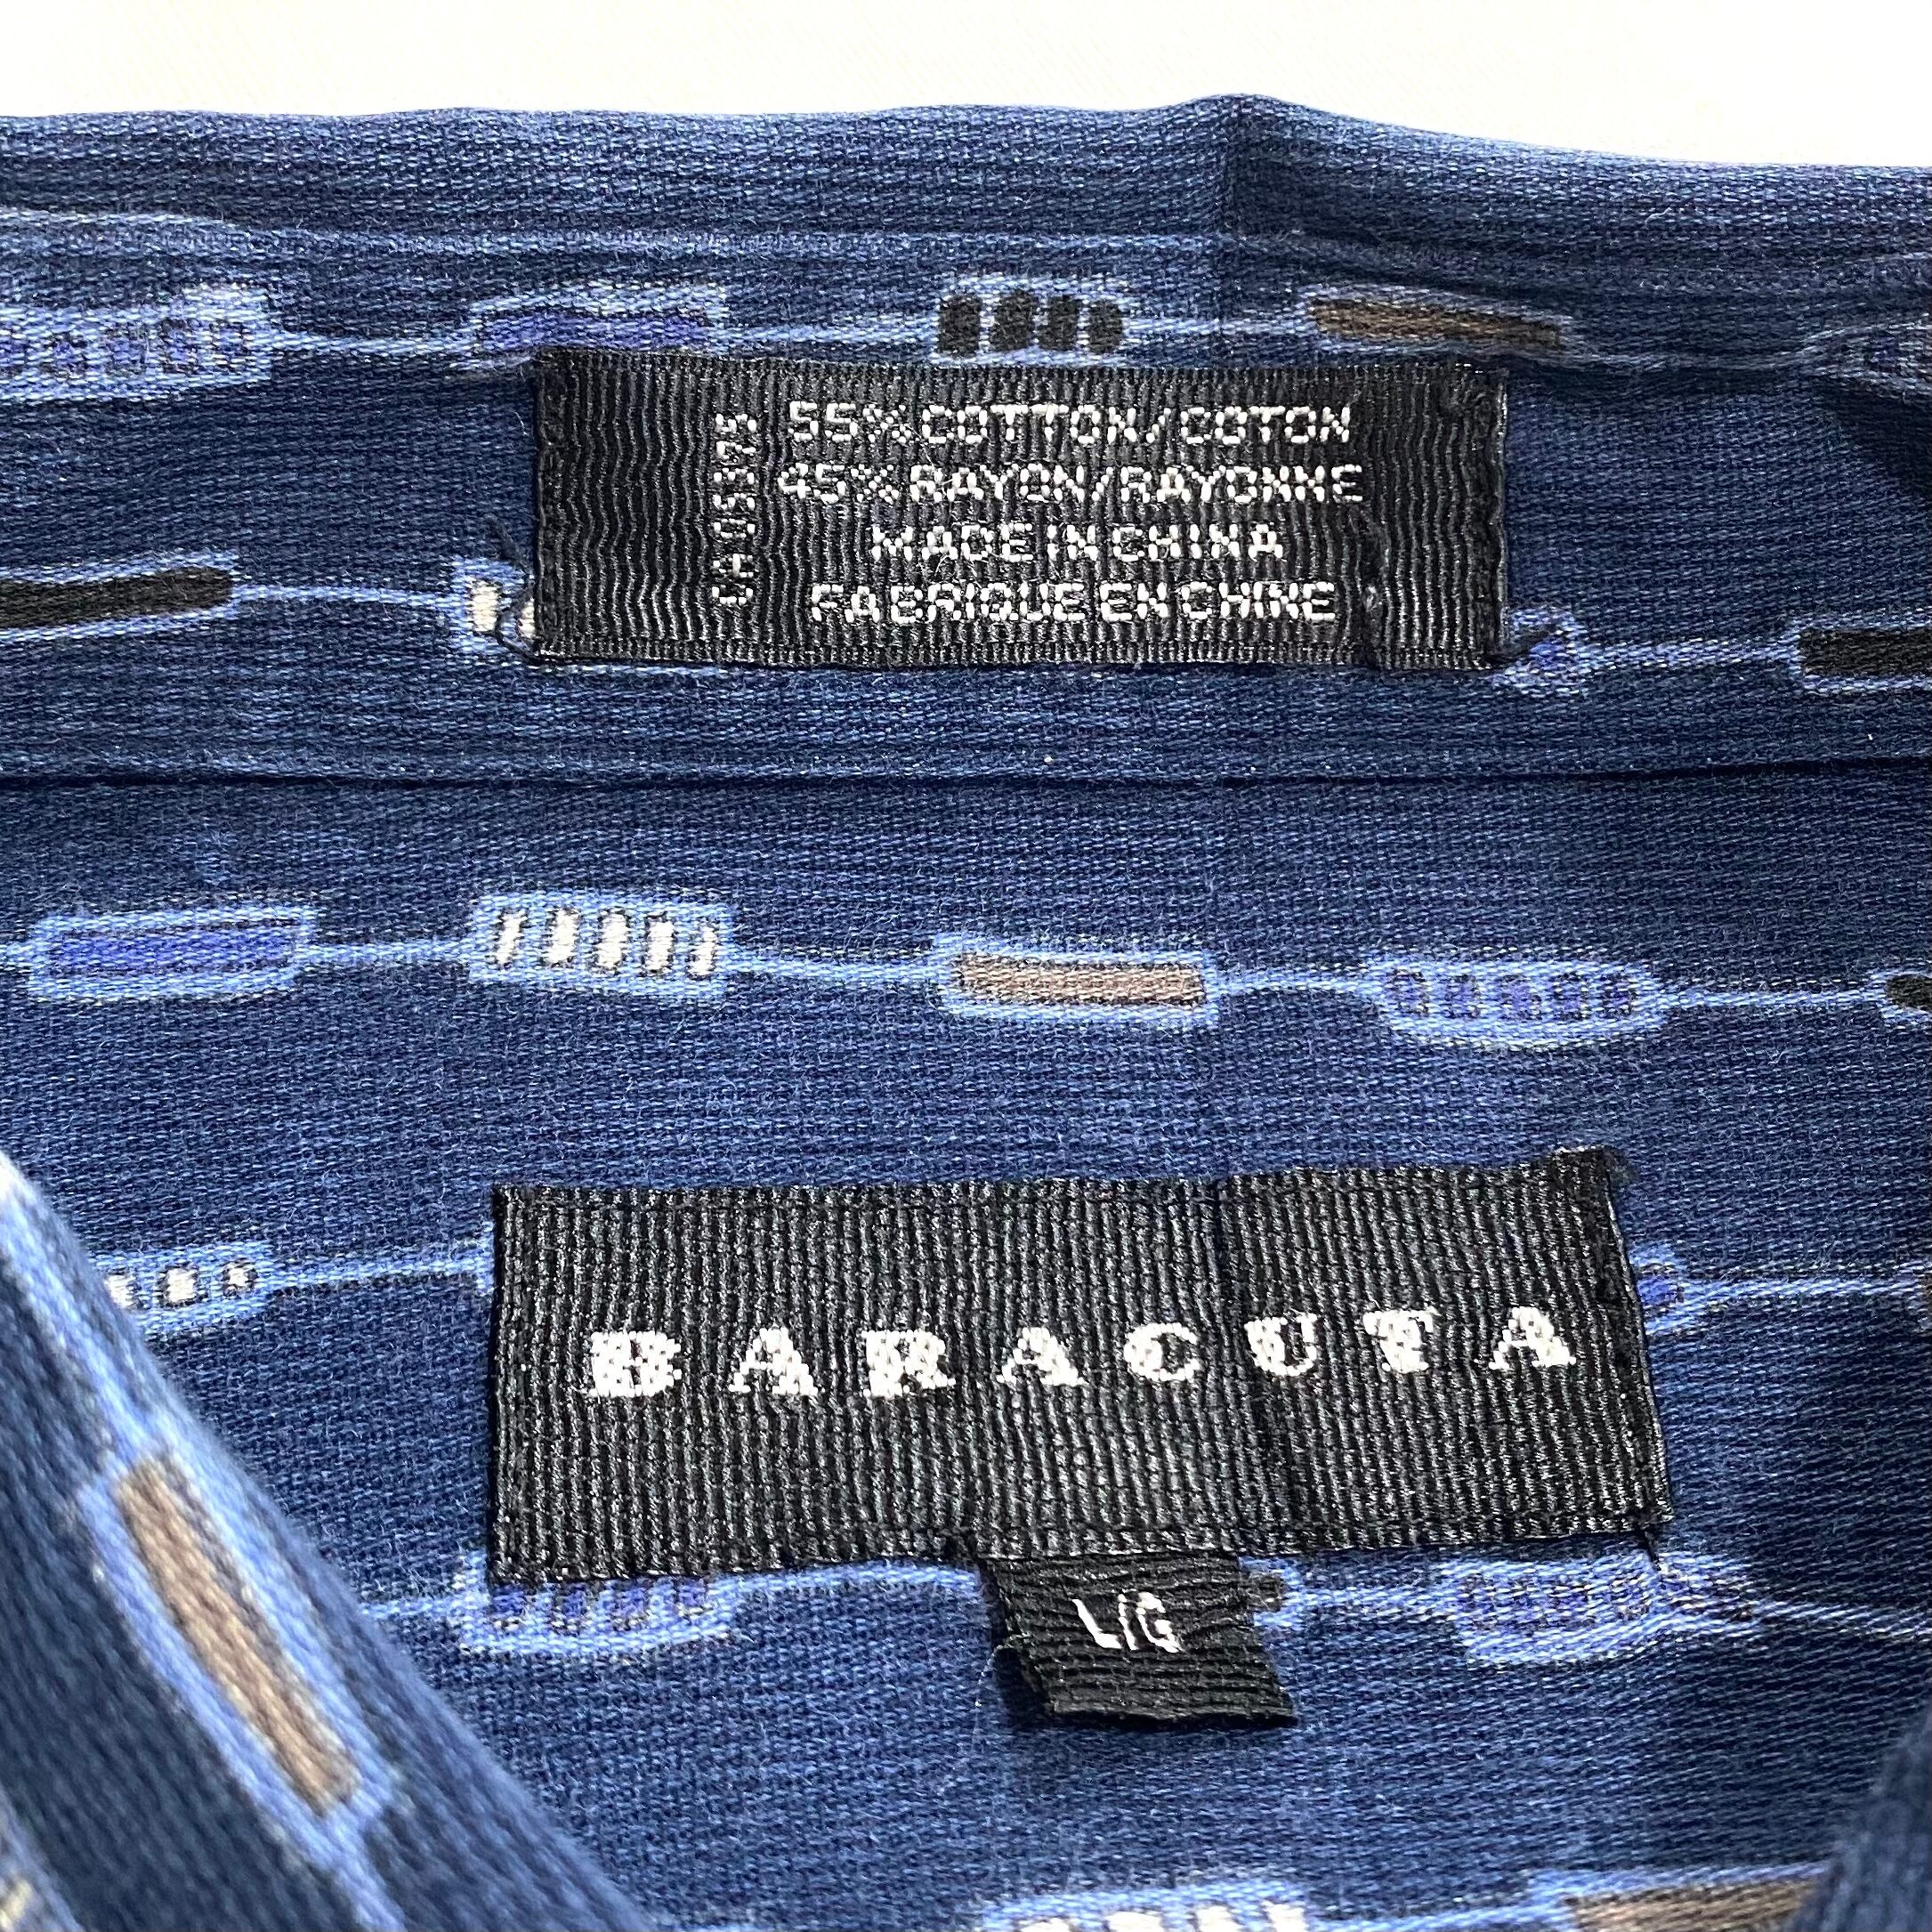 55% COTTON/COTON
45% RAYON/RAYONNE
MADE IN CHINA
FABRIQUE EN CHINE
BARACUTA
L/G